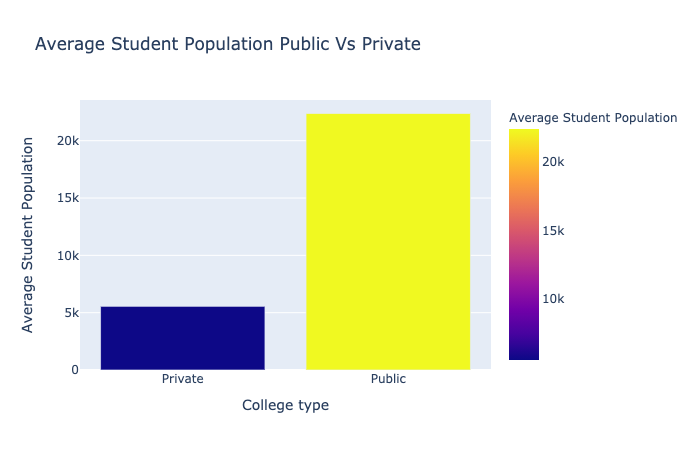 Average Student Population Public Vs Private
Average Student Population
20k
15k
10k
5k
0
Private
Public
College type
Average Student Population
20k
15k
10k